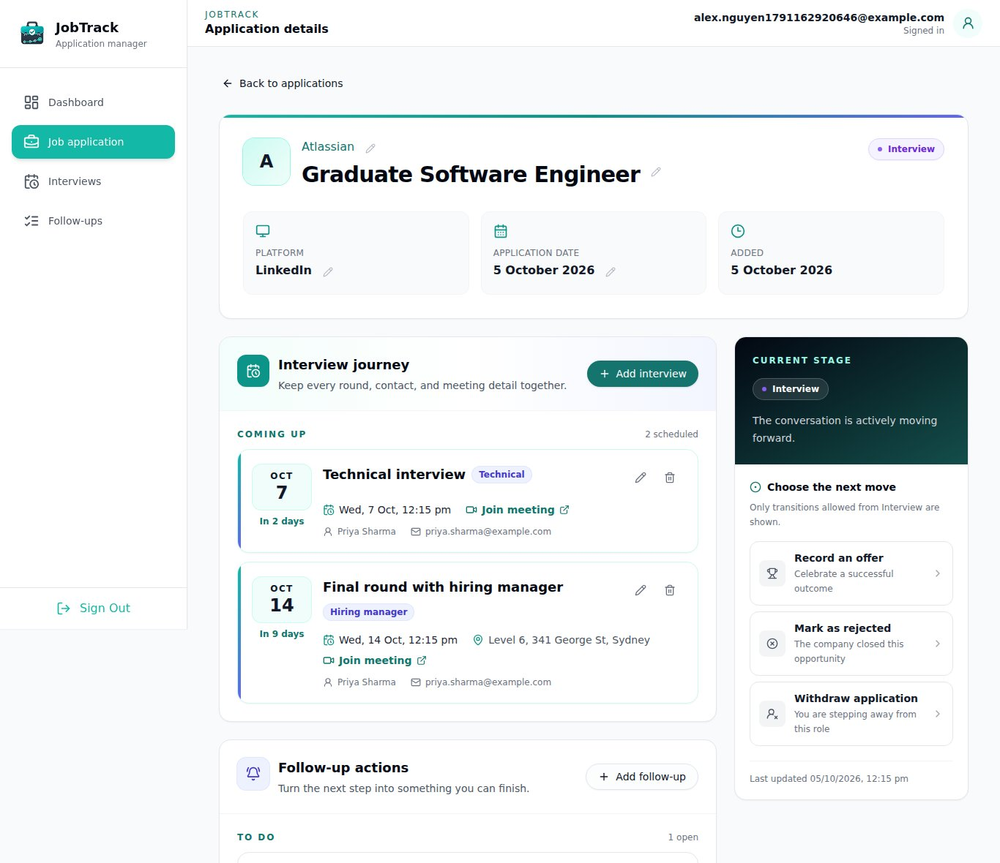 JobTrack
Application manager
Dashboard
Job application
Interviews
Follow-ups
Sign Out
JOBTRACK
Application details
alex.nguyen1791162920646@example.com
Signed in
Back to applications
A
Atlassian
Graduate Software Engineer
Interview
PLATFORM
LinkedIn
APPLICATION DATE
5 October 2026
ADDED
5 October 2026
Interview journey
Keep every round, contact, and meeting detail together.
Add interview
COMING UP
2 scheduled
OCT
7
In 2 days
Technical interview
Technical
Wed, 7 Oct, 12:15 pm
Join meeting
Priya Sharma
priya.sharma@example.com
OCT
14
In 9 days
Final round with hiring manager
Hiring manager
Wed, 14 Oct, 12:15 pm
Level 6, 341 George St, Sydney
Join meeting
Priya Sharma
priya.sharma@example.com
Follow-up actions
Turn the next step into something you can finish.
Add follow-up
TO DO
1 open
CURRENT STAGE
Interview
The conversation is actively moving
forward.
Choose the next move
Only transitions allowed from Interview are
shown.
Record an offer
Celebrate a successful
outcome
Mark as rejected
The company closed this
opportunity
Withdraw application
You are stepping away from
this role
Last updated 05/10/2026, 12:15 pm